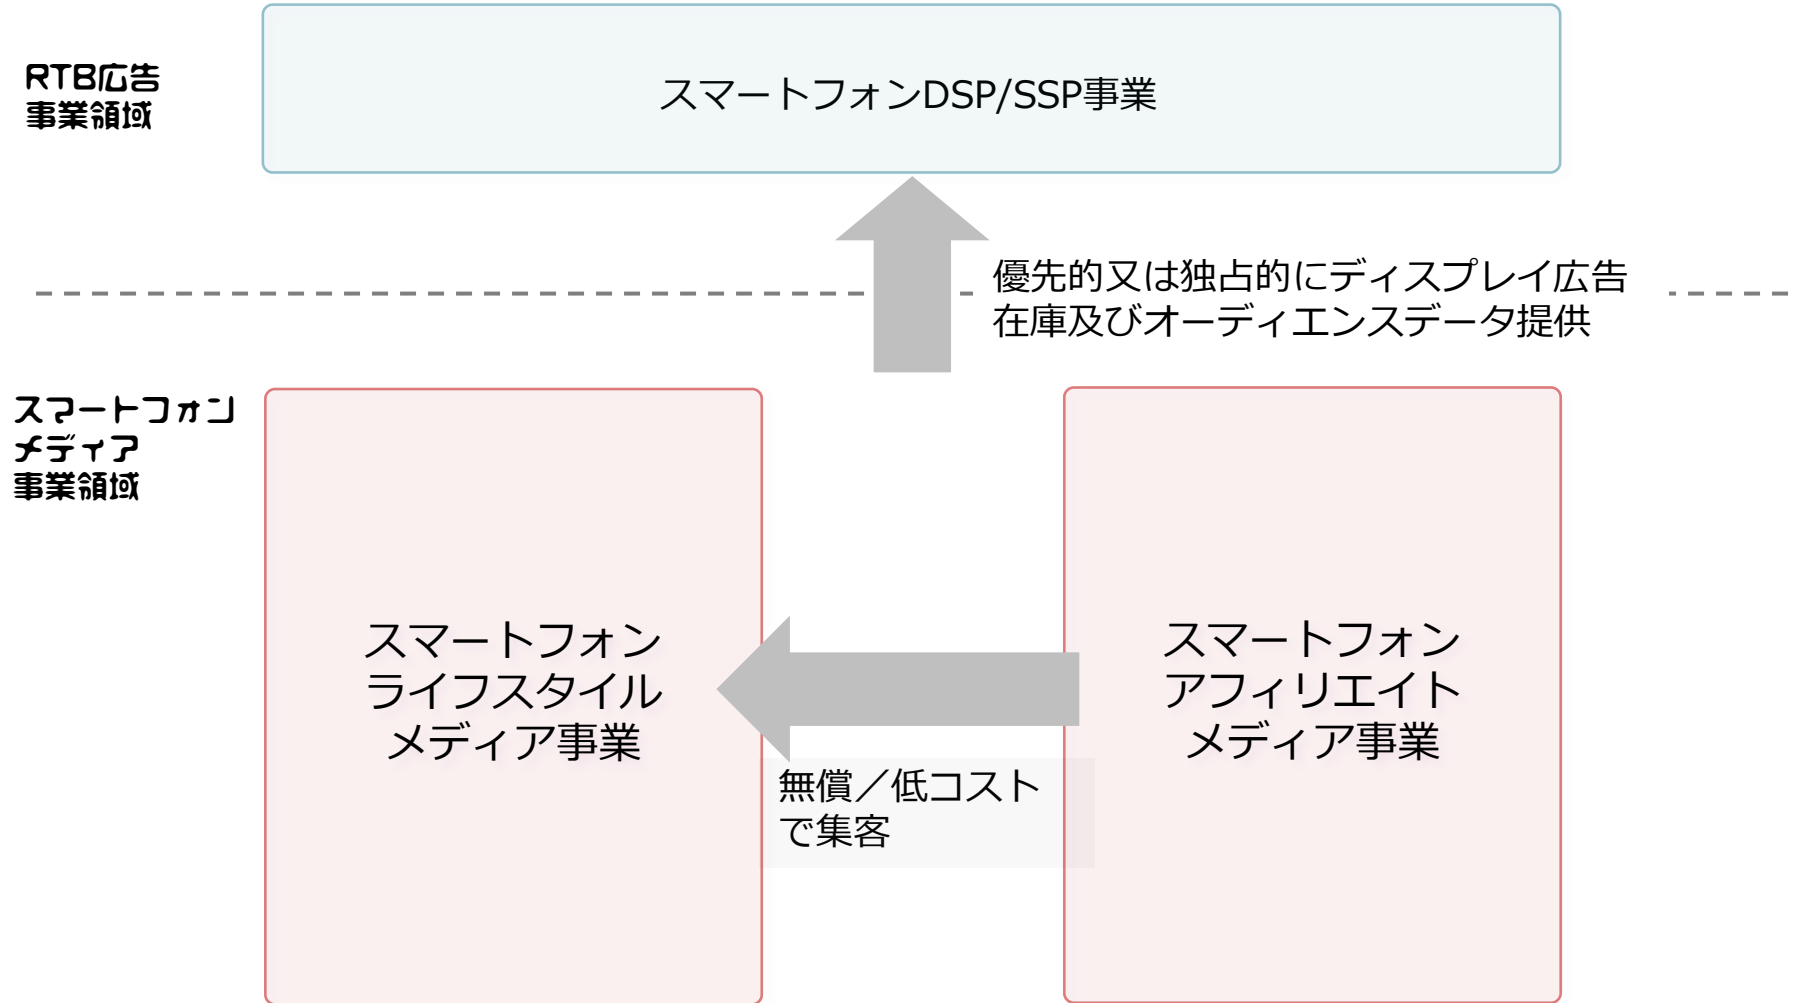 RTB広告
事業領域
スマートフォンDSP/SSP事業
優先的又は独占的にディスプレイ広告
在庫及びオーディエンスデータ提供
スマートフォン
メディア
事業領域
スマートフォン
ライフスタイル
メディア事業
無償／低コスト
で集客
スマートフォン
アフィリエイト
メディア事業